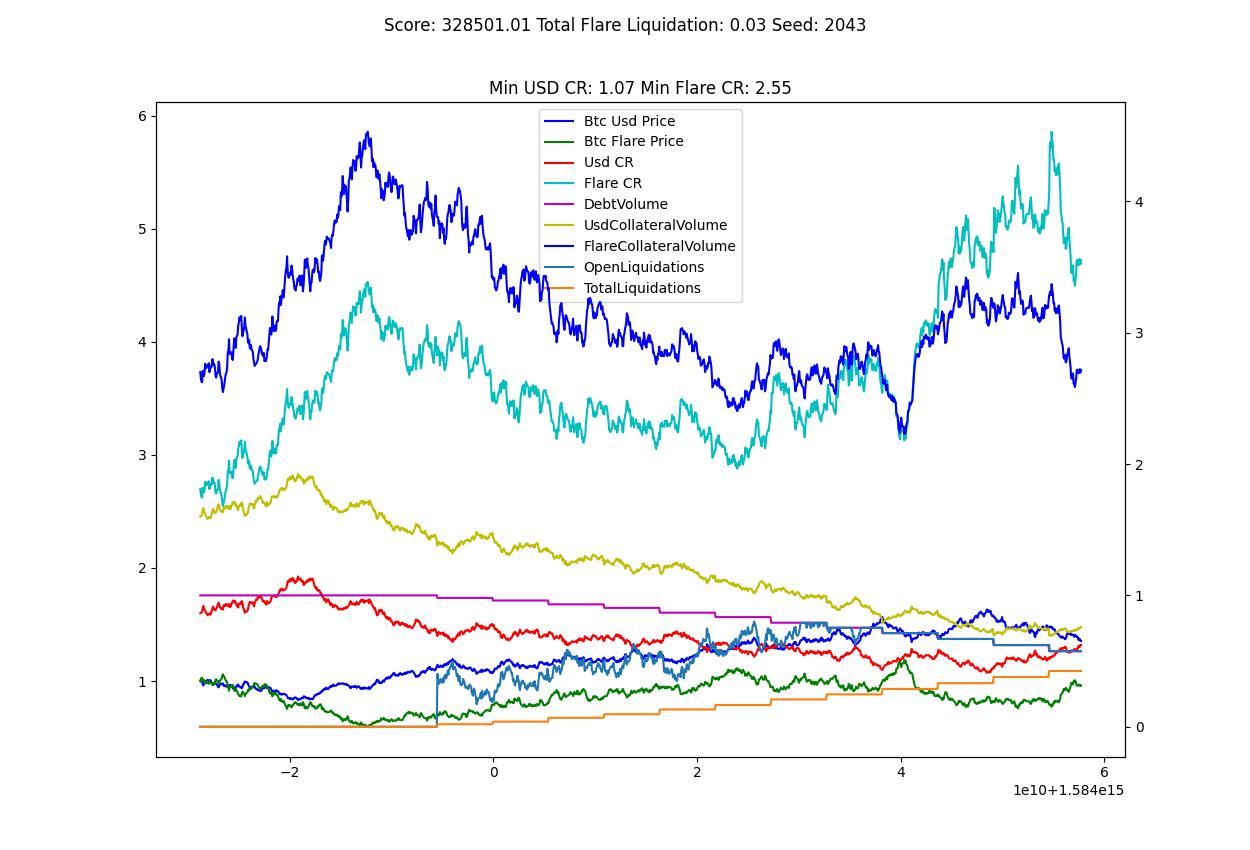 Score: 328501.01 Total Flare Liquidation: 0.03 Seed: 2043
Min USD CR: 1.07 Min Flare CR: 2.55
Btc Usd Price
Btc Flare Price
Usd CR
Flare CR
DebtVolume
UsdCollateralVolume
FlareCollateralVolume
OpenLiquidations
TotalLiquidations
6
5
4
3
2
1
4
3
2
1
0
−2
0
2
4
6
1e10+1.584e15